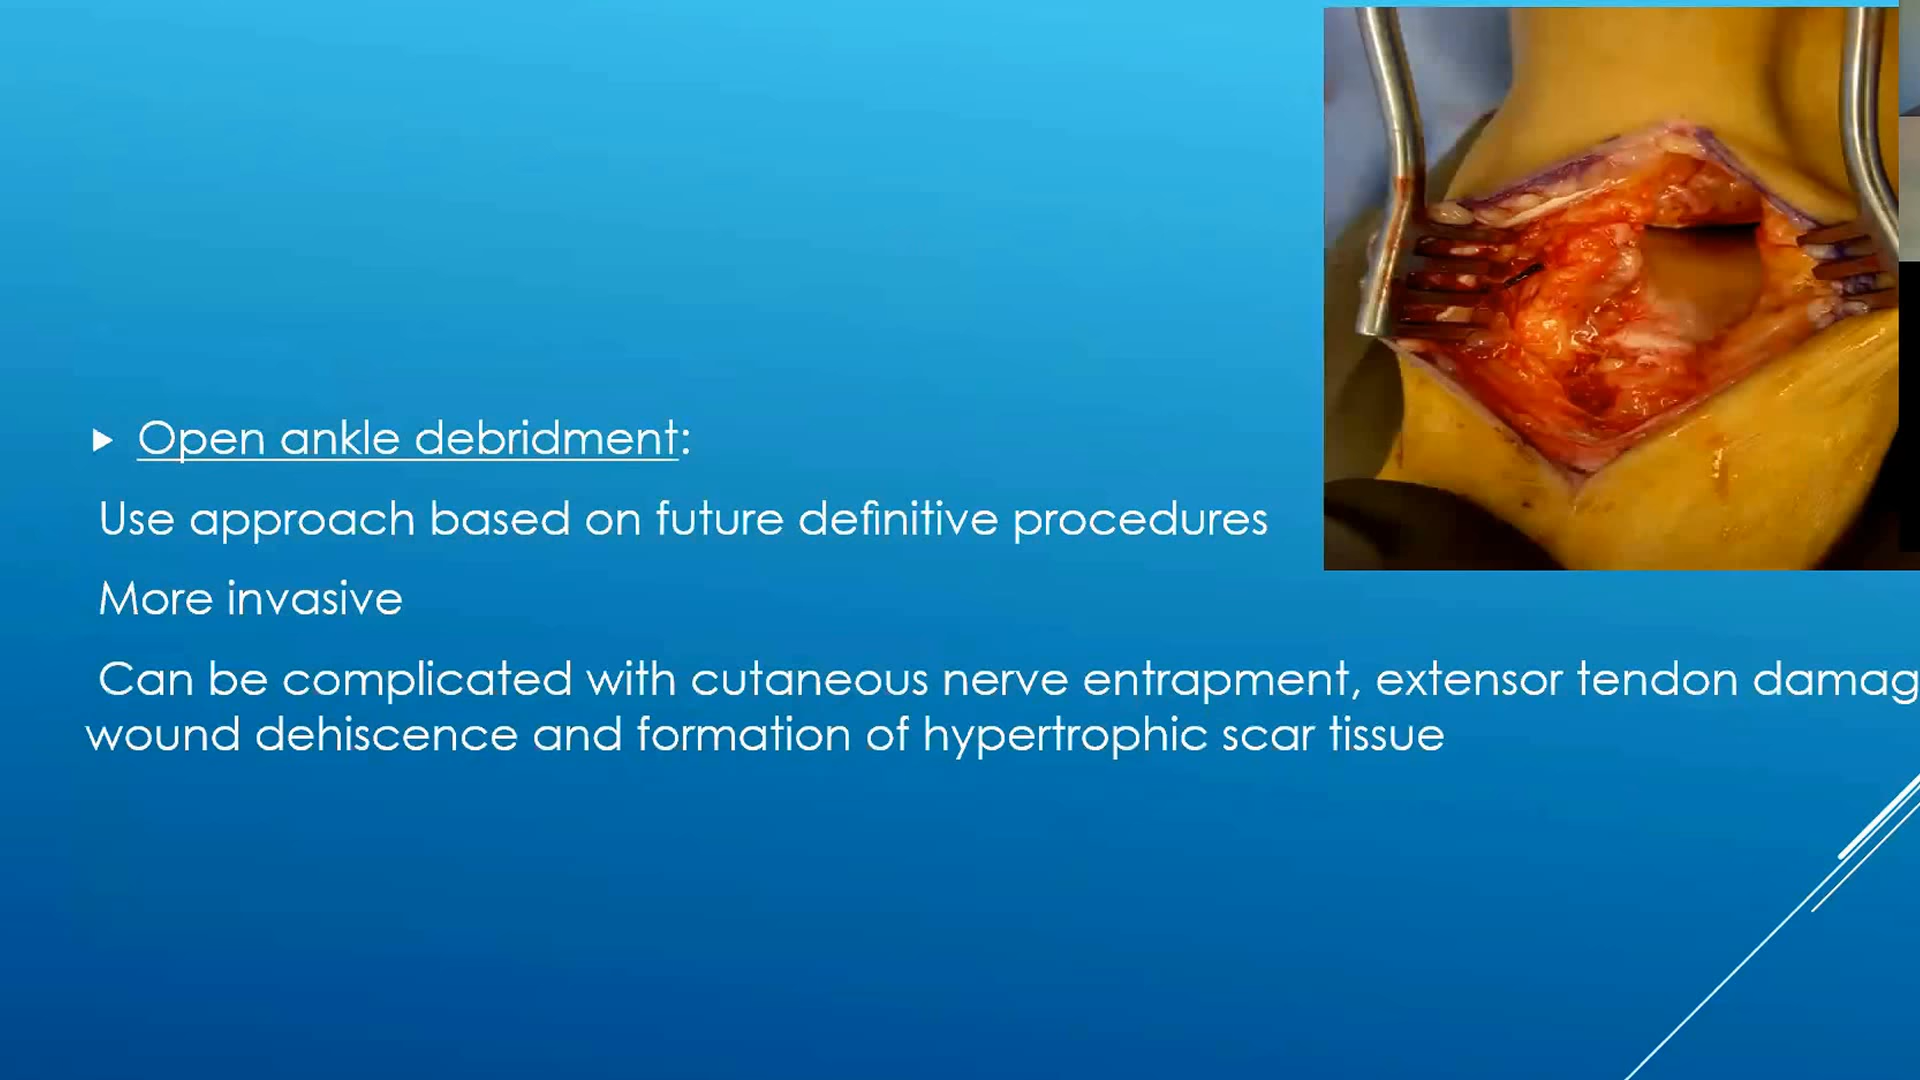 Open ankle debridment:
Use approach based on future definitive procedures
More invasive
Can be complicated with cutaneous nerve entrapment, extensor tendon damag
wound dehiscence and formation of hypertrophic scar tissue